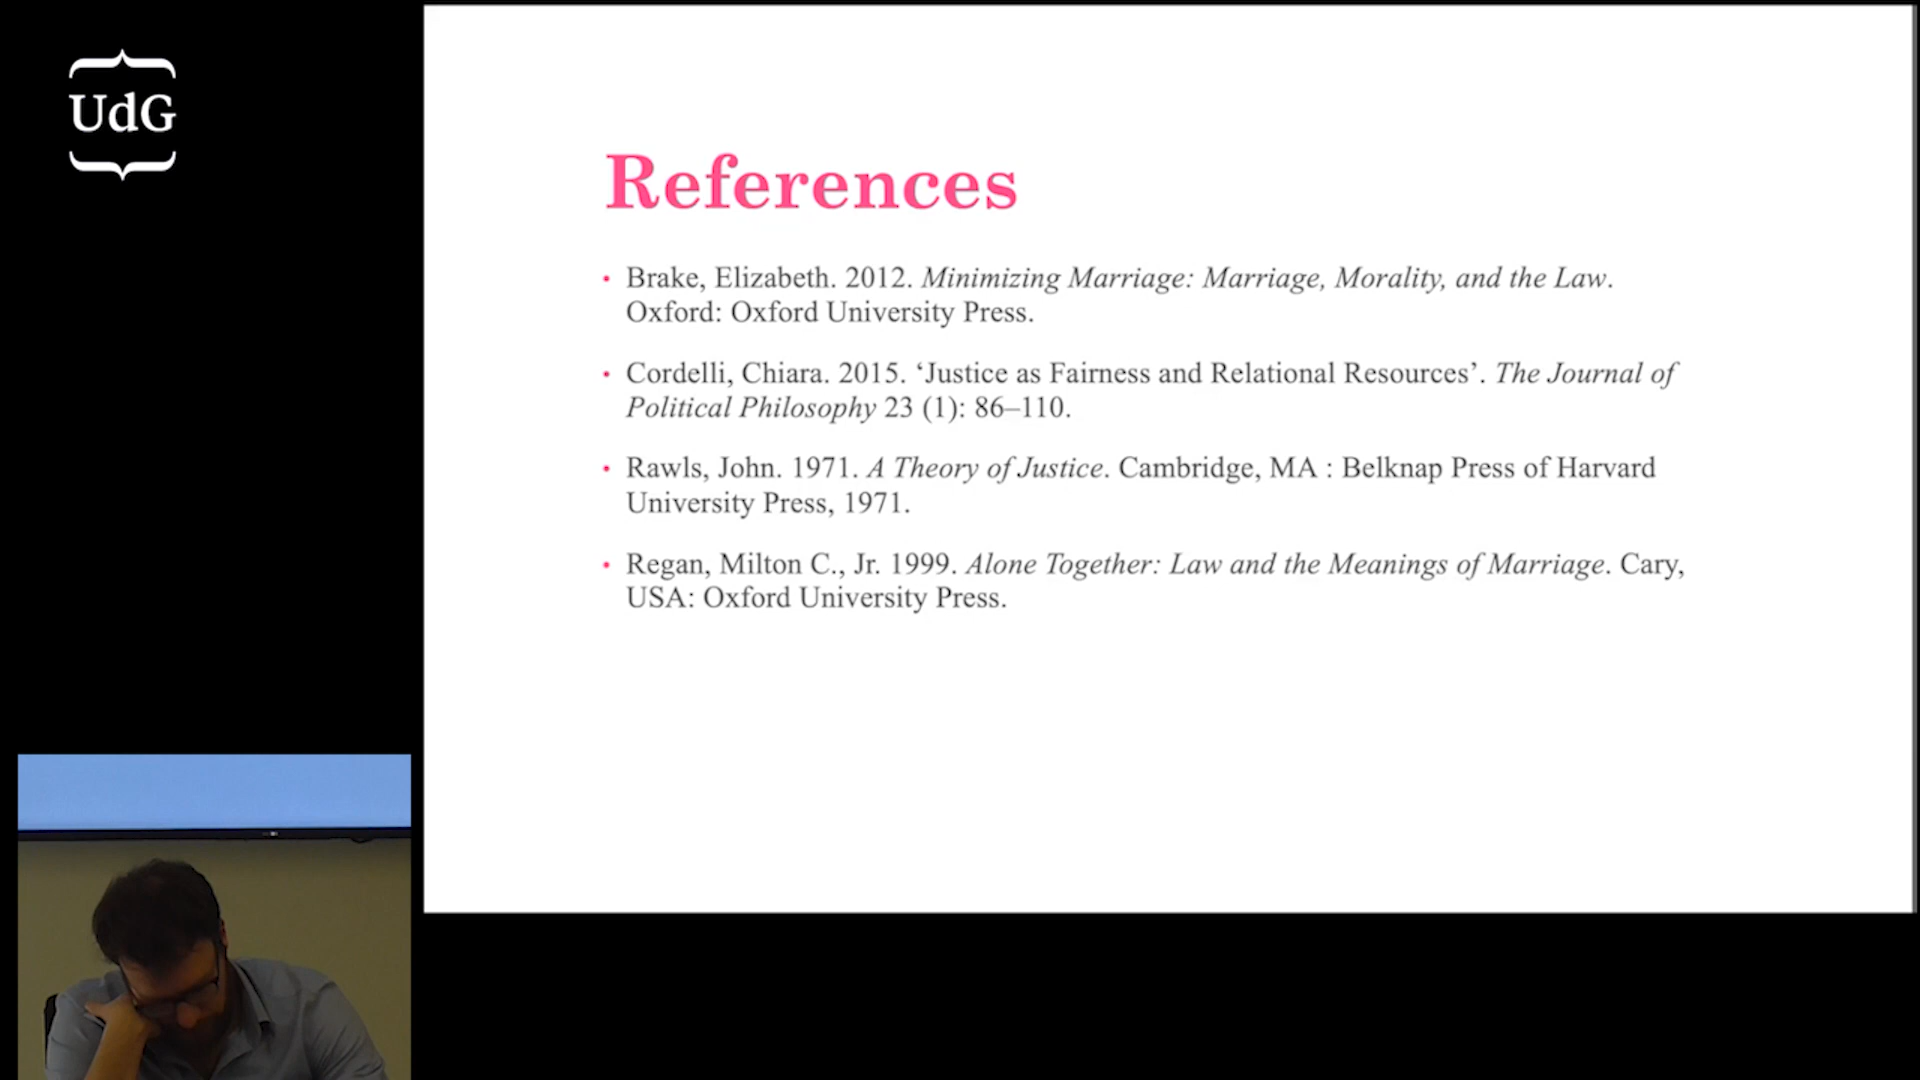 UdG
References
• Brake, Elizabeth. 2012. Minimizing Marriage: Marriage, Morality, and the Law.
Oxford: Oxford University Press.
• Cordelli, Chiara. 2015. ‘Justice as Fairness and Relational Resources’. The Journal of
Political Philosophy 23 (1): 86–110.
• Rawls, John. 1971. A Theory of Justice. Cambridge, MA : Belknap Press of Harvard
University Press, 1971.
• Regan, Milton C., Jr. 1999. Alone Together: Law and the Meanings of Marriage. Cary,
USA: Oxford University Press.